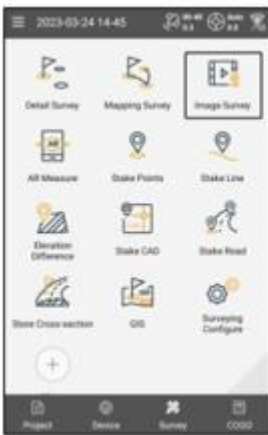 2023-03-24 14:45
Detail Survey
Mapping Survey
Image Survey
AR
AR Measure
Stake Points
Stake Line
Elevation
Difference
Stake CAD
Stake Road
Store Cross-section
GIS
Surveying
Configure
Project
Device
Survey
COGO